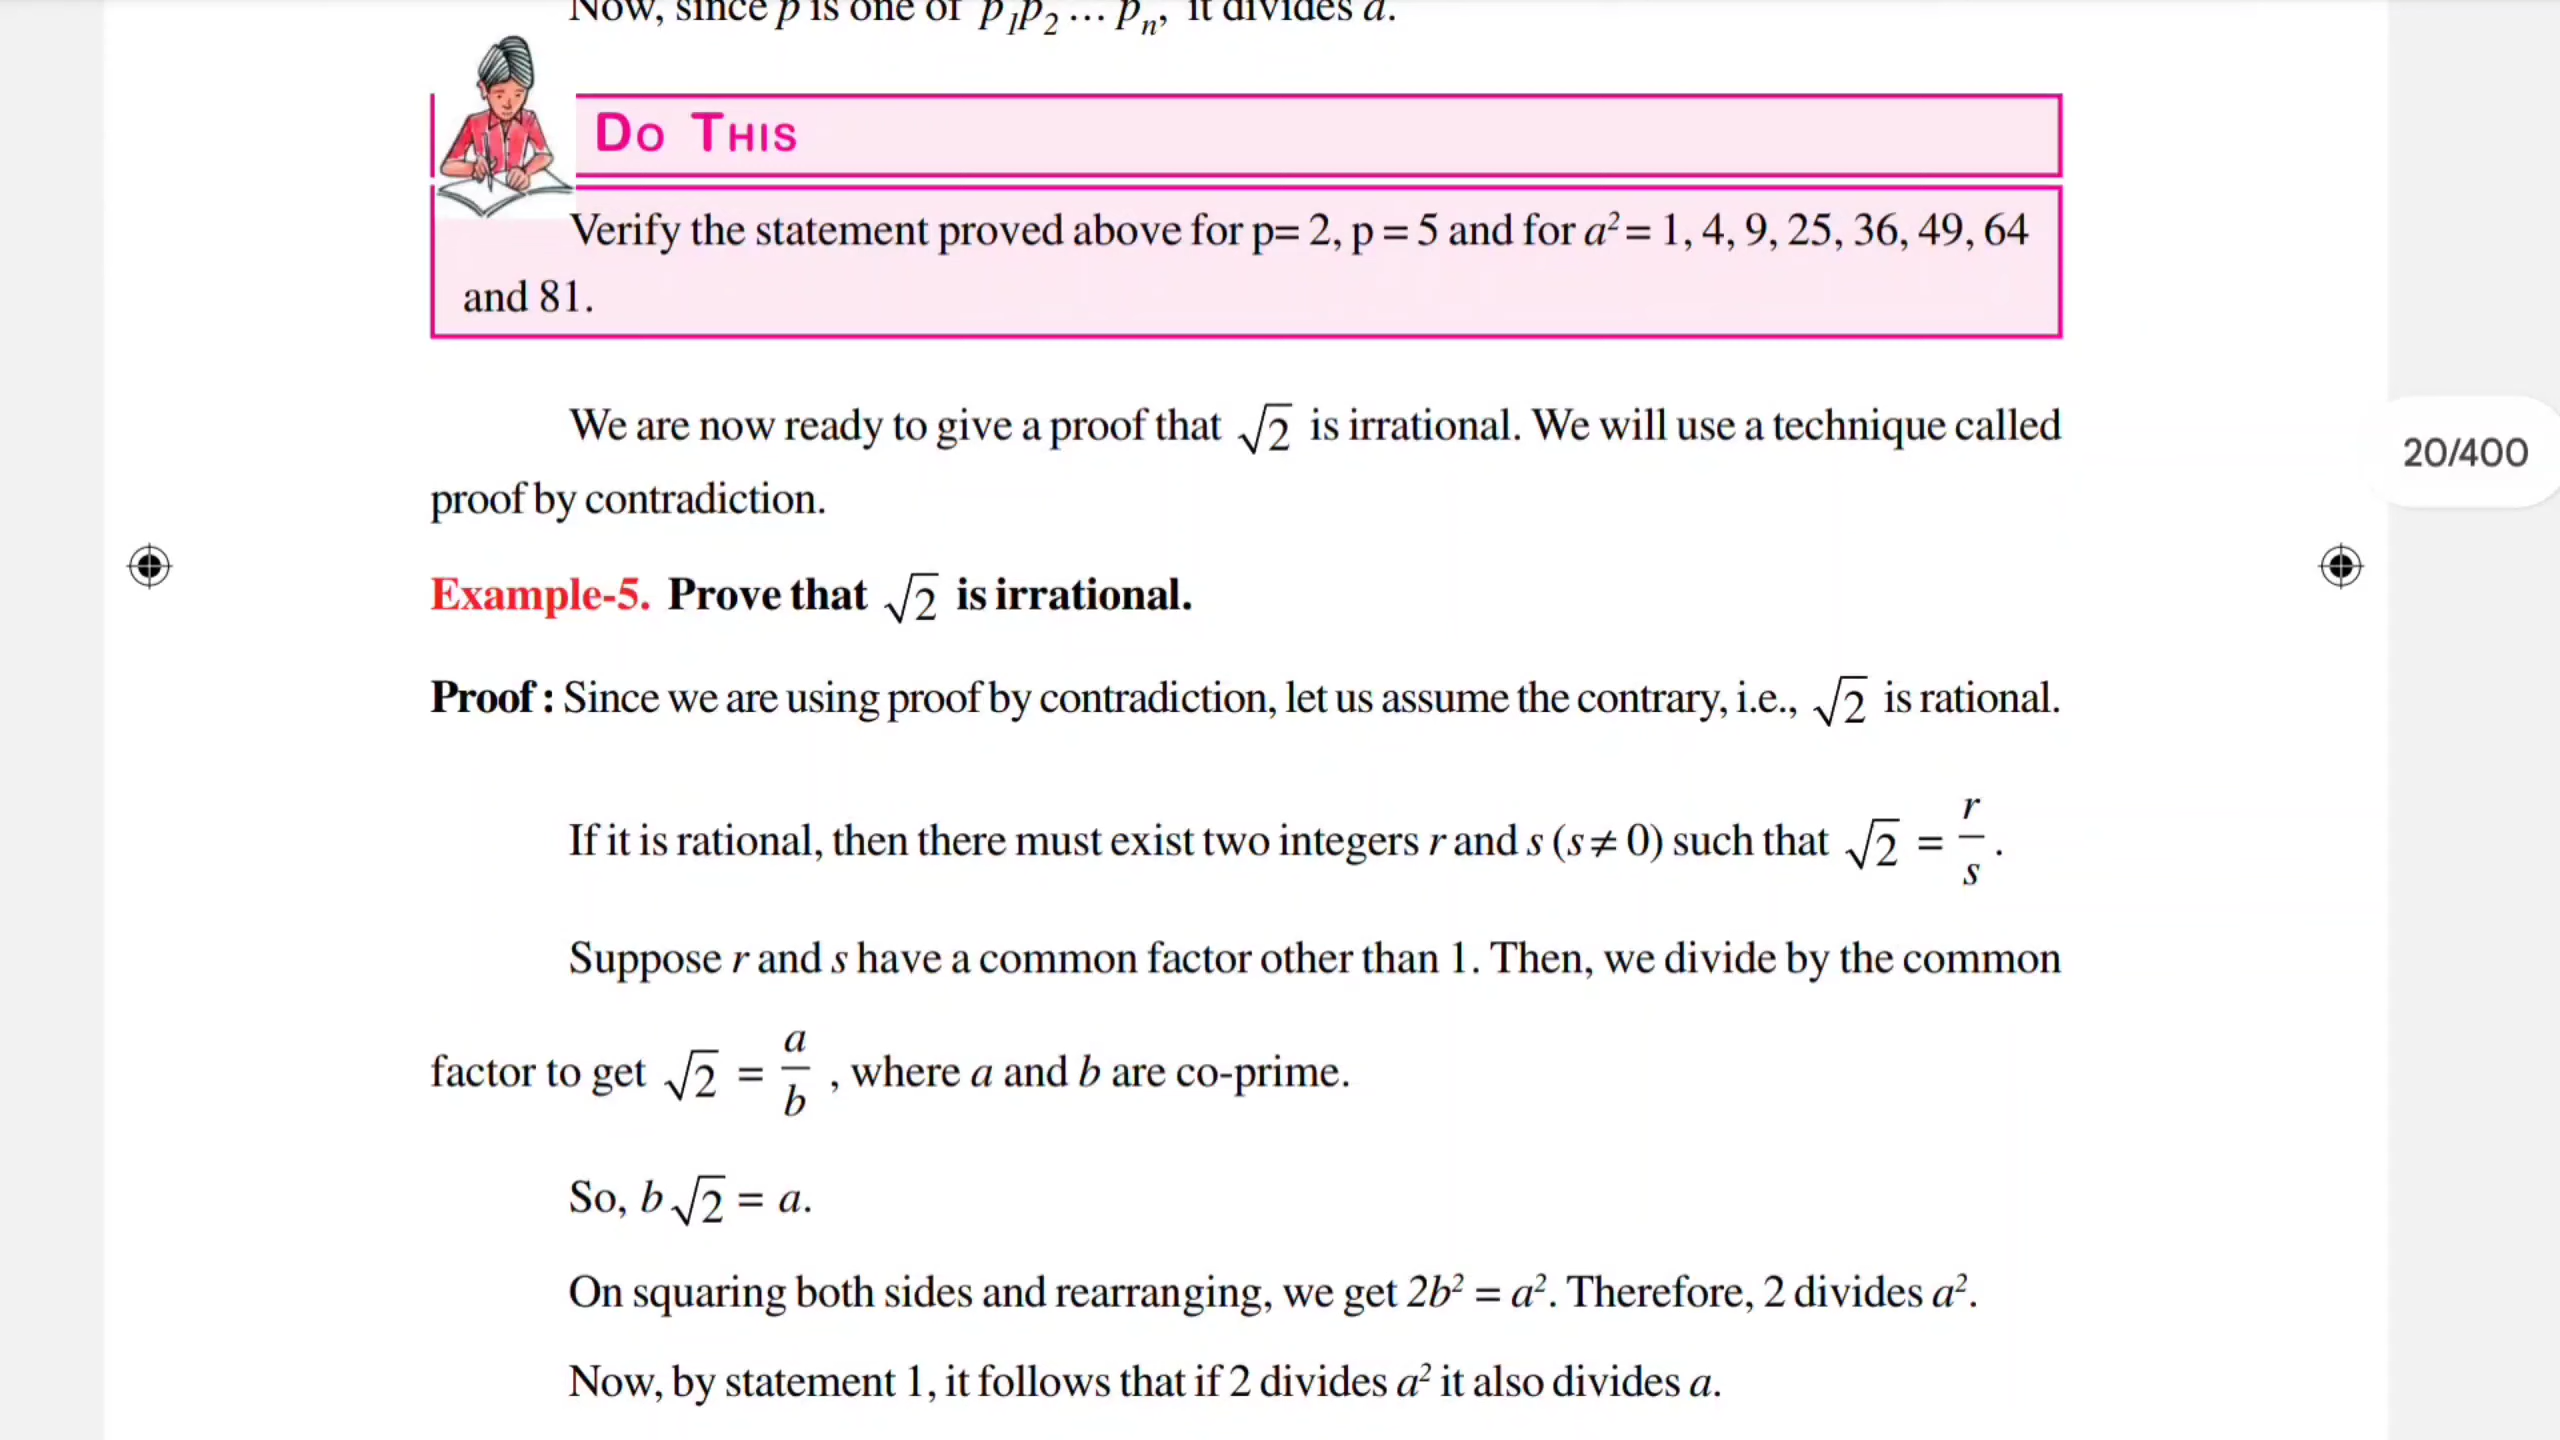 Now, since p is one of p₁p₂ ... pₙ, it divides a.
DO THIS
Verify the statement proved above for p= 2, p = 5 and for a² = 1, 4, 9, 25, 36, 49, 64
and 81.
We are now ready to give a proof that √2 is irrational. We will use a technique called
20/400
proof by contradiction.
Example-5. Prove that √2 is irrational.
Proof : Since we are using proof by contradiction, let us assume the contrary, i.e., √2 is rational.
If it is rational, then there must exist two integers r and s (s ≠ 0) such that √2 = r/s .
Suppose r and s have a common factor other than 1. Then, we divide by the common
factor to get √2 = a/b , where a and b are co-prime.
So, b√2 = a.
On squaring both sides and rearranging, we get 2b² = a². Therefore, 2 divides a².
Now, by statement 1, it follows that if 2 divides a² it also divides a.